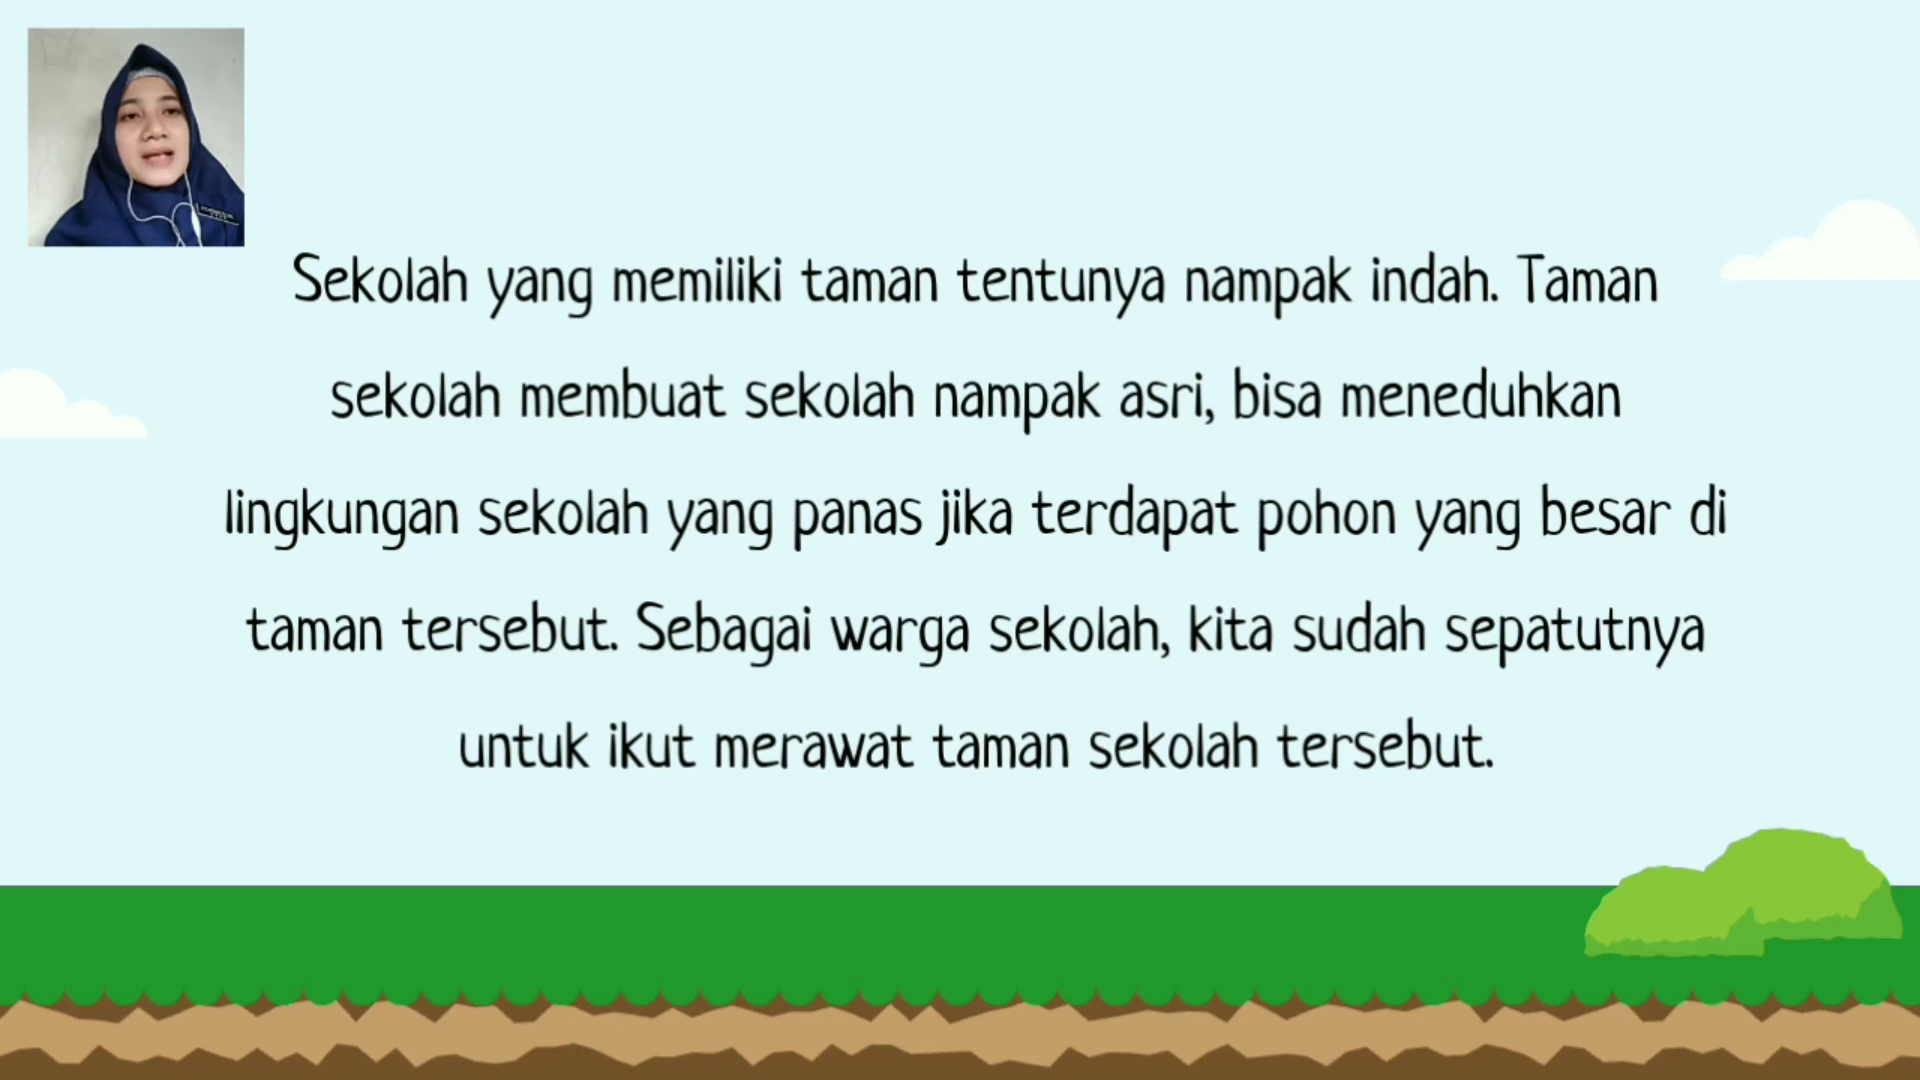 Sekolah yang memiliki taman tentunya nampak indah. Taman
sekolah membuat sekolah nampak asri, bisa meneduhkan
lingkungan sekolah yang panas jika terdapat pohon yang besar di
taman tersebut. Sebagai warga sekolah, kita sudah sepatutnya
untuk ikut merawat taman sekolah tersebut.